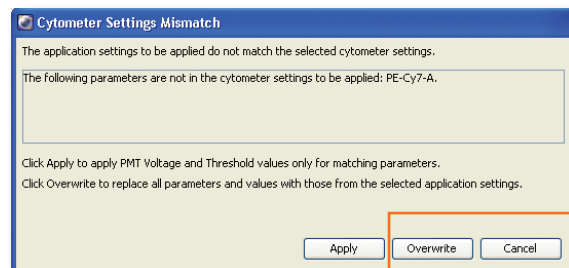 Cytometer Settings Mismatch
The application settings to be applied do not match the selected cytometer settings.
The following parameters are not in the cytometer settings to be applied: PE-Cy7-A.
Click Apply to apply PMT Voltage and Threshold values only for matching parameters.
Click Overwrite to replace all parameters and values with those from the selected application settings.
Apply Overwrite Cancel